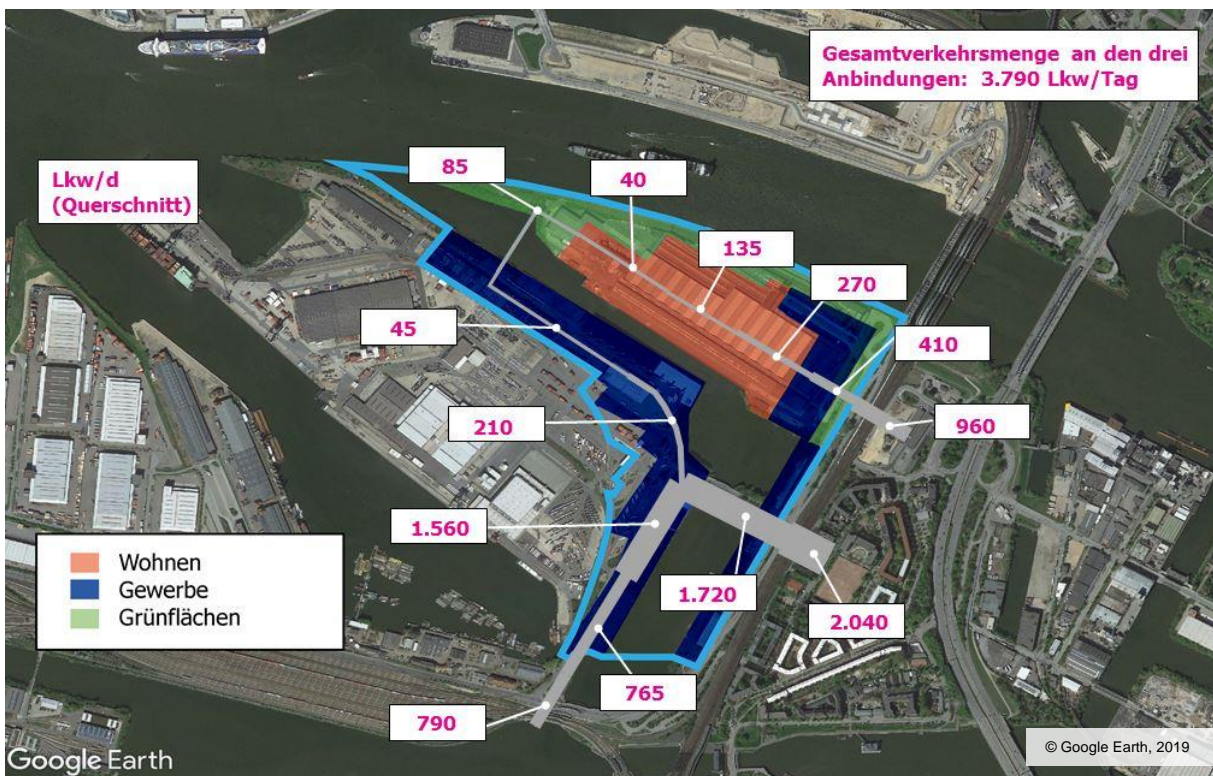 Gesamtverkehrsmenge an den drei
Anbindungen: 3.790 Lkw/Tag
Lkw/d
(Querschnitt)
85
40
135
270
45
410
210
960
1.560
1.720
2.040
765
790
Wohnen
Gewerbe
Grünflächen
Google Earth
© Google Earth, 2019